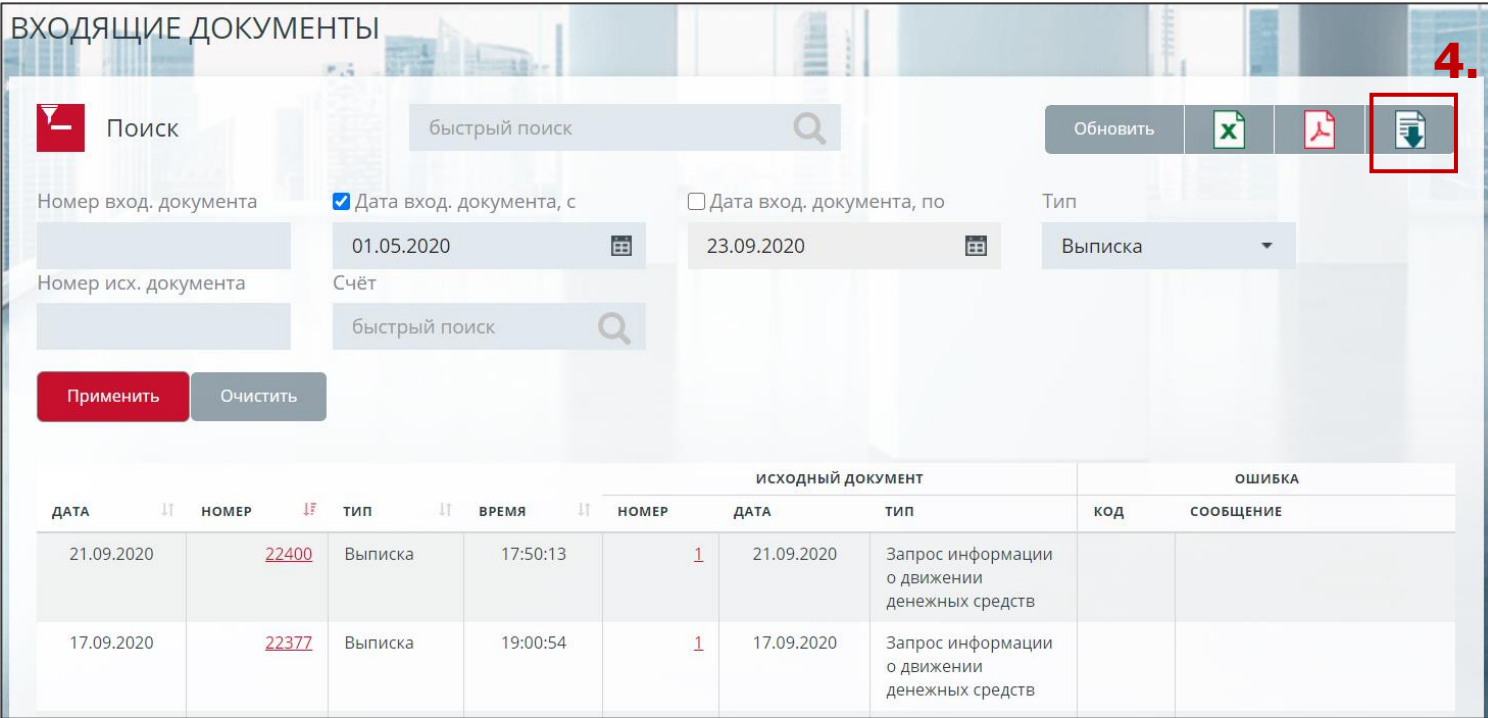 ВХОДЯЩИЕ ДОКУМЕНТЫ
4.
Поиск
быстрый поиск
Обновить
Номер вход. документа
Дата вход. документа, с
Дата вход. документа, по
Тип
01.05.2020
23.09.2020
Выписка
Номер исх. документа
Счёт
быстрый поиск
Применить
Очистить
ИСХОДНЫЙ ДОКУМЕНТ ОШИБКА
ДАТА НОМЕР ТИП ВРЕМЯ НОМЕР ДАТА ТИП КОД СООБЩЕНИЕ
21.09.2020 22400 Выписка 17:50:13 1 21.09.2020 Запрос информации
о движении
денежных средств
17.09.2020 22377 Выписка 19:00:54 1 17.09.2020 Запрос информации
о движении
денежных средств